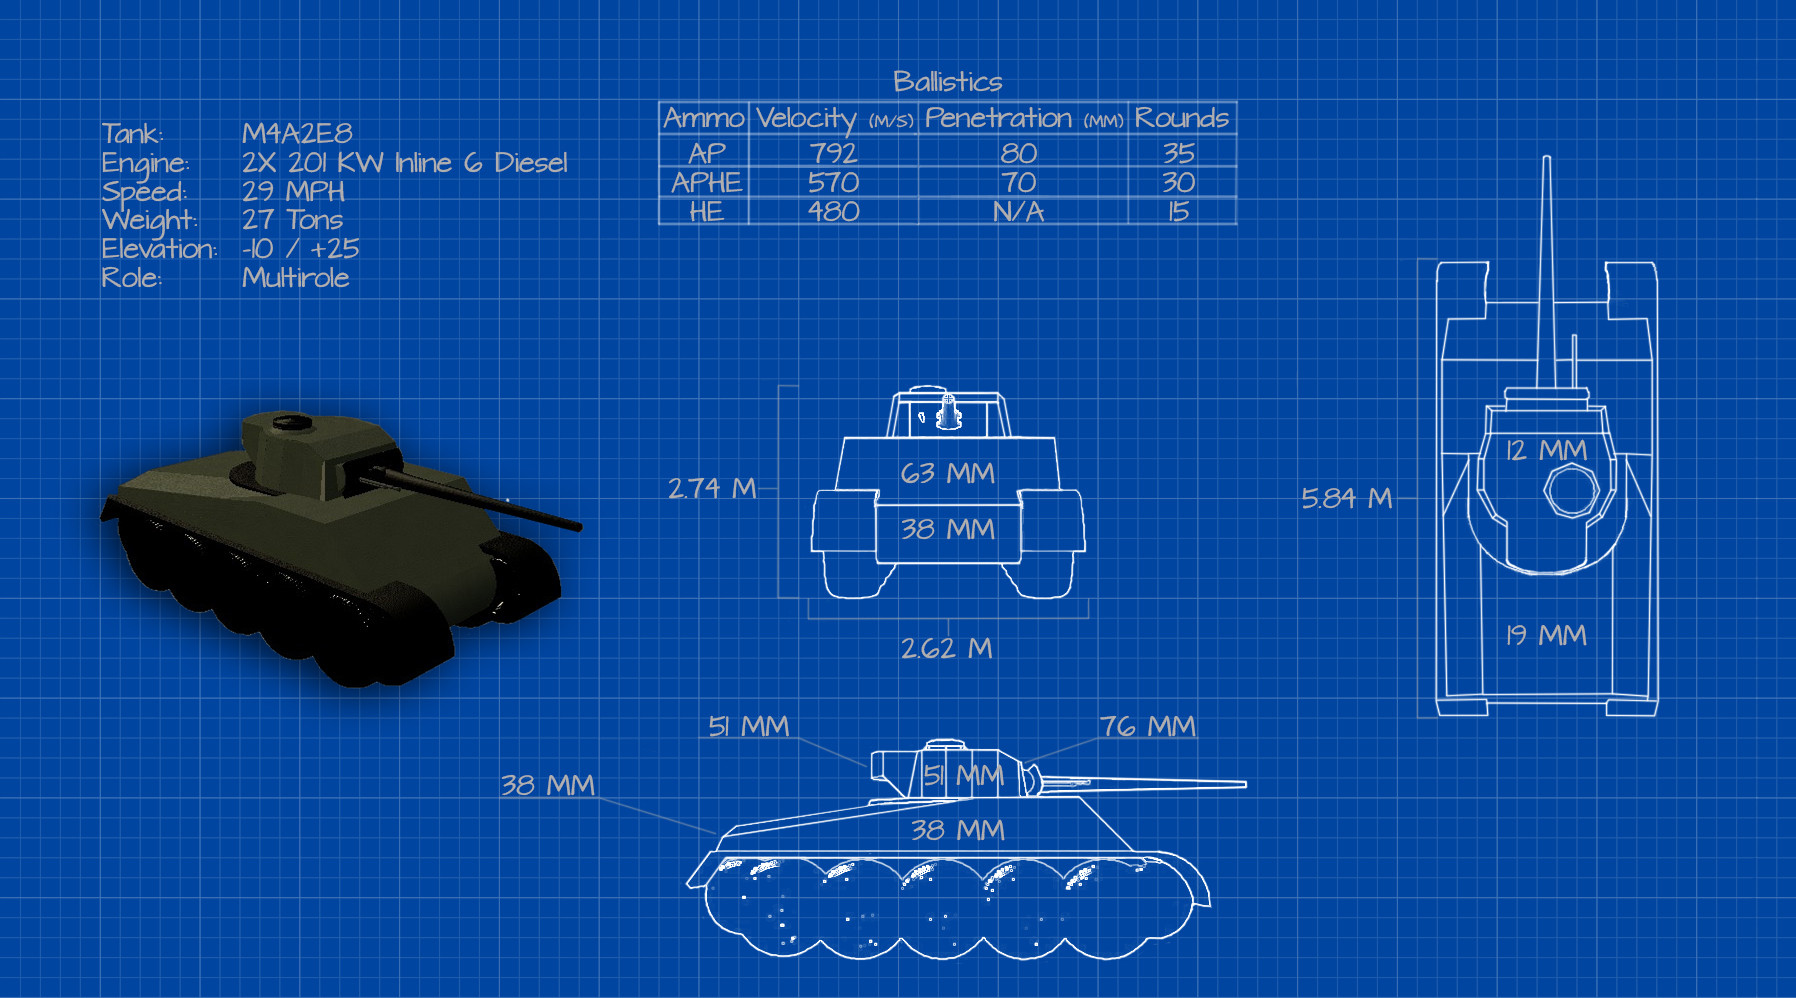 Tank: M4A2E8
Engine: 2X 201 KW Inline 6 Diesel
Speed: 29 MPH
Weight: 27 Tons
Elevation: -10 / +25
Role: Multirole
Ballistics
Ammo Velocity (M/S) Penetration (MM) Rounds
AP 792 80 35
APHE 570 70 30
HE 480 N/A 15
63 MM
38 MM
2.74 M
2.62 M
12 MM
5.84 M
19 MM
51 MM
76 MM
51 MM
38 MM
38 MM